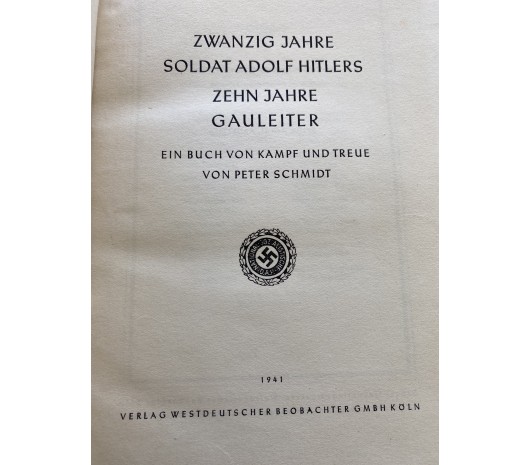 ZWANZIG JAHRE
SOLDAT ADOLF HITLERS
ZEHN JAHRE
GAULEITER
EIN BUCH VON KAMPF UND TREUE
VON PETER SCHMIDT
1941
VERLAG WESTDEUTSCHER BEOBACHTER GMBH KÖLN